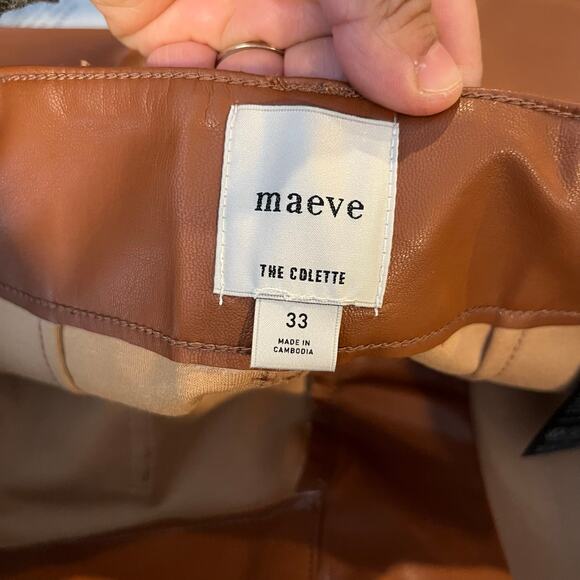 maeve
THE COLETTE
33
MADE IN
CAMBODIA